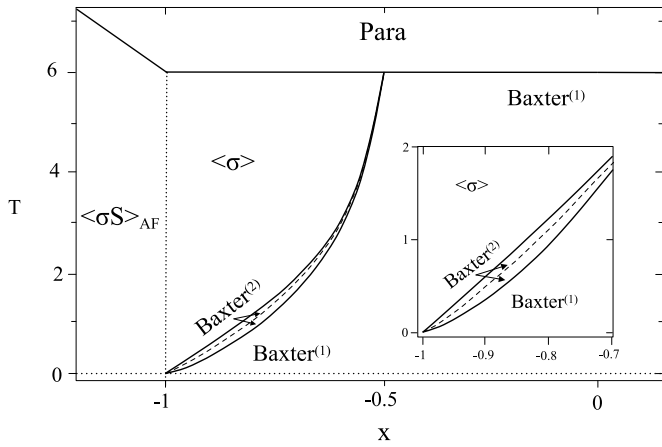 Para
6
Baxter(1)
<σ>
4
2
<σ>
T
<σS>AF
1
Baxter(2)
2
Baxter(1)
Baxter(2)
0
Baxter(1)
-1
-0.9
-0.8
-0.7
0
-1
-0.5
0
x